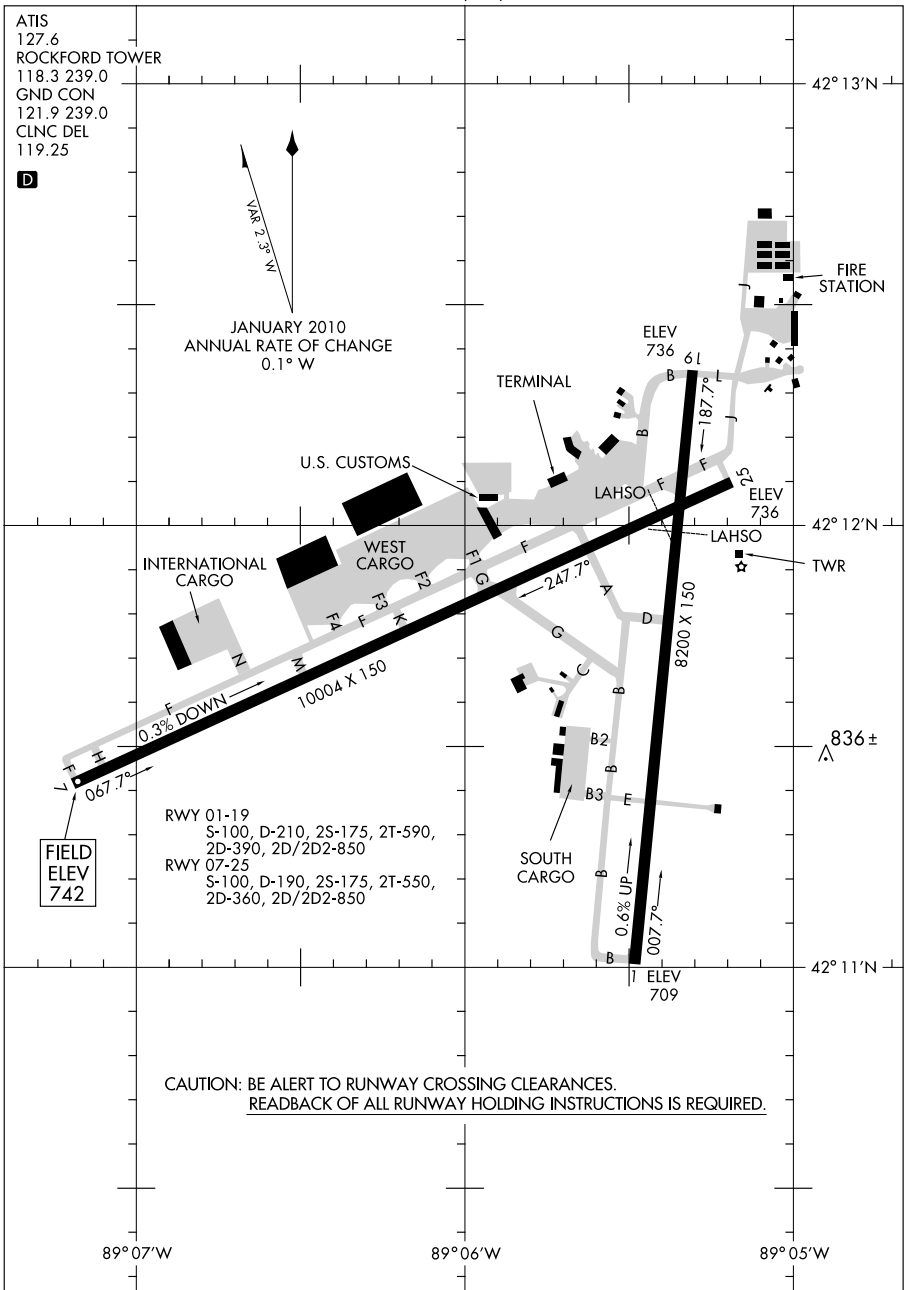 ATIS
127.6
ROCKFORD TOWER
118.3 239.0
GND CON
121.9 239.0
CLNC DEL
119.25
D
VAR 2.3° W
JANUARY 2010
ANNUAL RATE OF CHANGE
0.1° W
42°13'N
J
FIRE
STATION
ELEV
736
19
B
L
187.7°
J
TERMINAL
B
U.S. CUSTOMS
F
F
25
LAHSO
ELEV
736
42°12'N
LAHSO
TWR
INTERNATIONAL
CARGO
WEST
CARGO
F1
F
G
247.7°
F2
F3
F
F4
K
A
D
8200 X 150
N
M
G
C
B
10004 X 150
F
0.3% DOWN
B2
B
836±
H
F
7
067.7°
B3
E
RWY 01-19
S-100, D-210, 2S-175, 2T-590,
2D-390, 2D/2D2-850
RWY 07-25
S-100, D-190, 2S-175, 2T-550,
2D-360, 2D/2D2-850
FIELD
ELEV
742
SOUTH
CARGO
B
0.6% UP
007.7°
B
1
ELEV
709
42°11'N
CAUTION: BE ALERT TO RUNWAY CROSSING CLEARANCES.
READBACK OF ALL RUNWAY HOLDING INSTRUCTIONS IS REQUIRED.
89°07'W
89°06'W
89°05'W